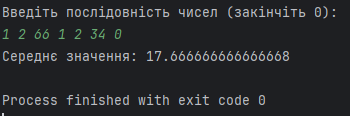 Введіть послідовність чисел (закінчіть 0):
1 2 66 1 2 34 0
Середнє значення: 17.666666666666668
Process finished with exit code 0